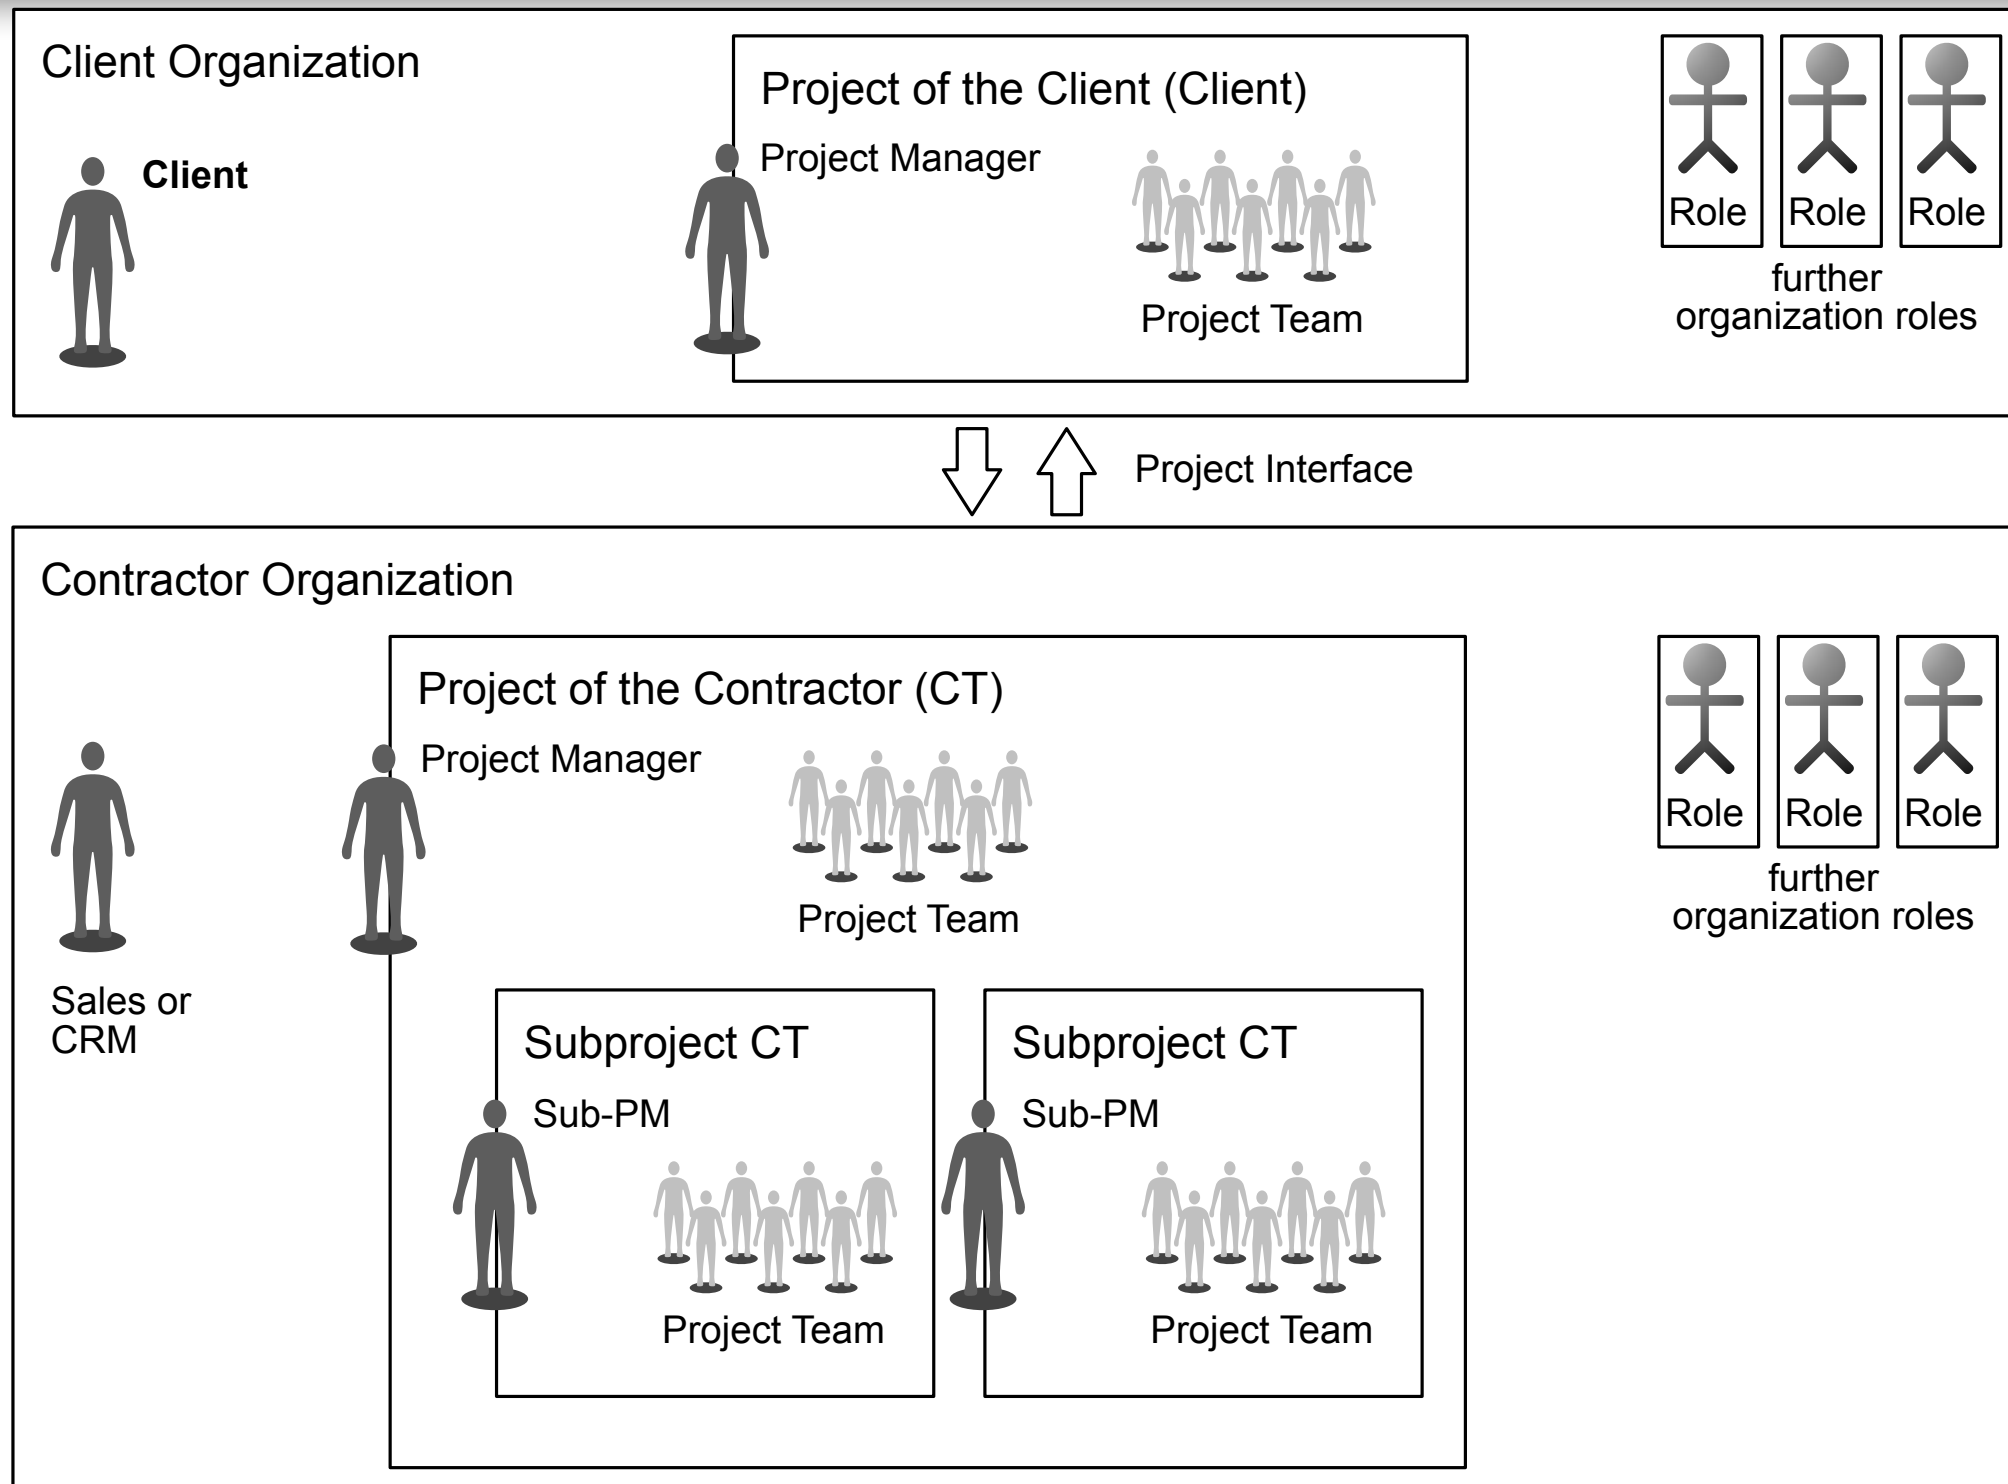 Client Organization
Project of the Client (Client)
Client
Project Manager
Project Team
Role
Role
Role
further
organization roles
Project Interface
Contractor Organization
Project of the Contractor (CT)
Project Manager
Project Team
Role
Role
Role
further
organization roles
Sales or
CRM
Subproject CT
Sub-PM
Project Team
Subproject CT
Sub-PM
Project Team